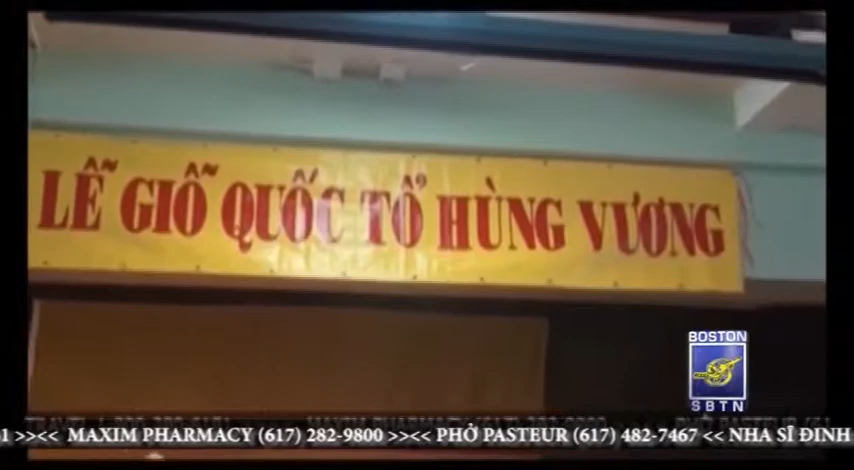 LỄ GIỖ QUỐC TỔ HÙNG VƯƠNG
BOSTON
SBTN
1 >><< MAXIM PHARMACY (617) 282-9800 >><< PHỞ PASTEUR (617) 482-7467 << NHA SĨ ĐINH